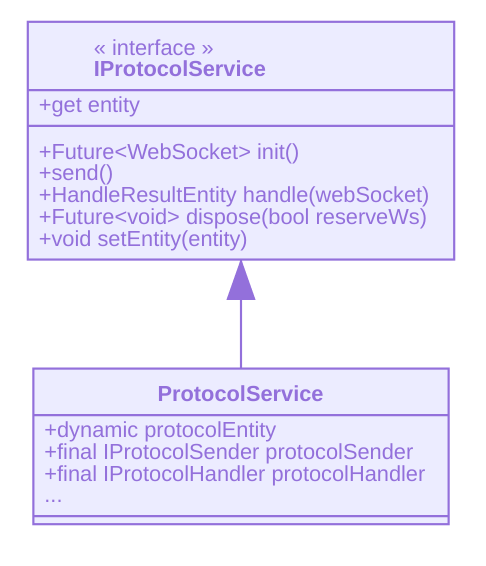 « interface »
IProtocolService
+get entity
+Future<WebSocket> init()
+send()
+HandleResultEntity handle(webSocket)
+Future<void> dispose(bool reserveWs)
+void setEntity(entity)
ProtocolService
+dynamic protocolEntity
+final IProtocolSender protocolSender
+final IProtocolHandler protocolHandler
...